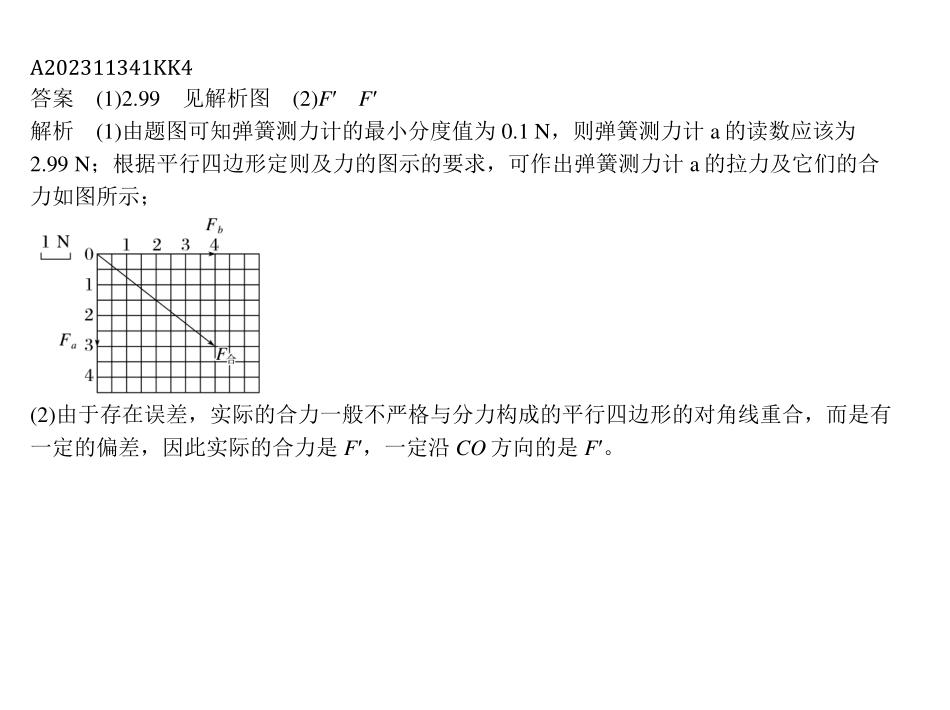 A202311341KK4
答案　(1)2.99　见解析图　(2)F′　F′
解析　(1)由题图可知弹簧测力计的最小分度值为 0.1 N，则弹簧测力计 a 的读数应该为
2.99 N；根据平行四边形定则及力的图示的要求，可作出弹簧测力计 a 的拉力及它们的合
力如图所示；
F_b
1 N
0 1 2 3 4
1
2
F_a 3
F合
4
(2)由于存在误差，实际的合力一般不严格与分力构成的平行四边形的对角线重合，而是有
一定的偏差，因此实际的合力是 F′，一定沿 CO 方向的是 F′。